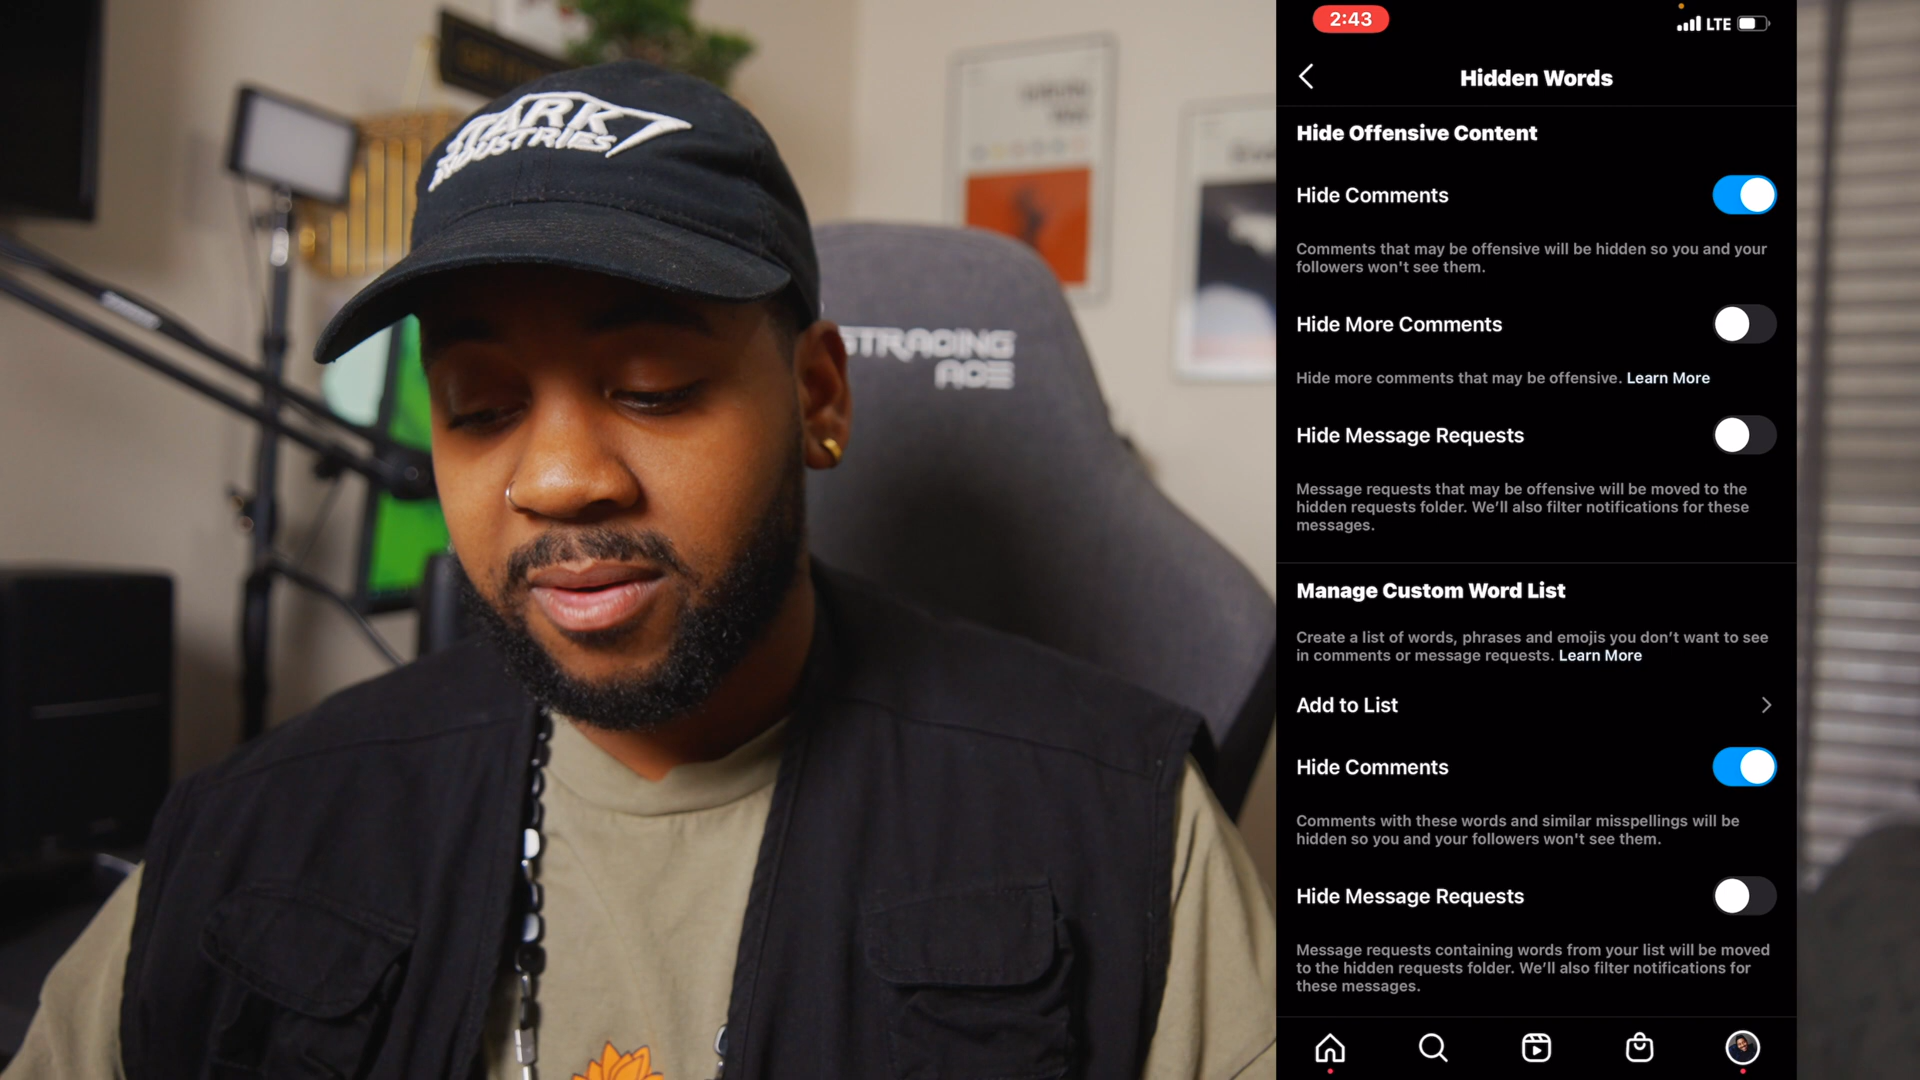 STARK
INDUSTRIES
STRACING
ACE
2:43
LTE
Hidden Words
Hide Offensive Content
Hide Comments
Comments that may be offensive will be hidden so you and your
followers won't see them.
Hide More Comments
Hide more comments that may be offensive. Learn More
Hide Message Requests
Message requests that may be offensive will be moved to the
hidden requests folder. We’ll also filter notifications for these
messages.
Manage Custom Word List
Create a list of words, phrases and emojis you don’t want to see
in comments or message requests. Learn More
Add to List
Hide Comments
Comments with these words and similar misspellings will be
hidden so you and your followers won't see them.
Hide Message Requests
Message requests containing words from your list will be moved
to the hidden requests folder. We’ll also filter notifications for
these messages.